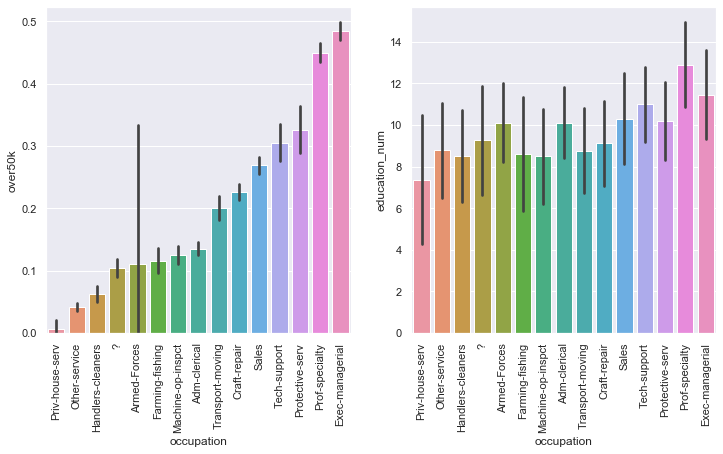 0.5
0.4
0.3
0.2
0.1
0.0
over50k
Priv-house-serv
Other-service
Handlers-cleaners
?
Armed-Forces
Farming-fishing
Machine-op-inspct
Adm-clerical
Transport-moving
Craft-repair
Sales
Tech-support
Protective-serv
Prof-specialty
Exec-managerial
occupation
14
12
10
8
6
4
2
0
education_num
Priv-house-serv
Other-service
Handlers-cleaners
?
Armed-Forces
Farming-fishing
Machine-op-inspct
Adm-clerical
Transport-moving
Craft-repair
Sales
Tech-support
Protective-serv
Prof-specialty
Exec-managerial
occupation